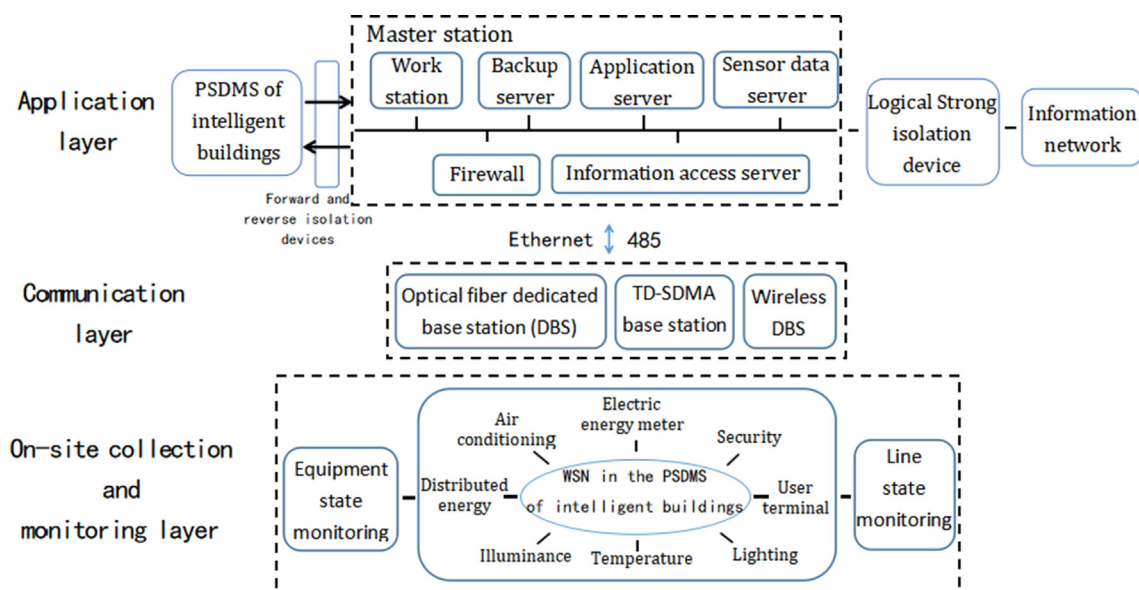 Application
layer
PSDMS of
intelligent
buildings
Forward and
reverse isolation
devices
Master station
Work
station
Backup
server
Application
server
Sensor data
server
Firewall
Information access server
Logical Strong
isolation
device
Information
network
Ethernet
485
Communication
layer
Optical fiber dedicated
base station (DBS)
TD-SDMA
base station
Wireless
DBS
On-site collection
and
monitoring layer
Equipment
state
monitoring
Air
conditioning
Electric
energy meter
Security
Distributed
energy
WSN in the PSDMS
of intelligent buildings
User
terminal
Illuminance
Temperature
Lighting
Line
state
monitoring